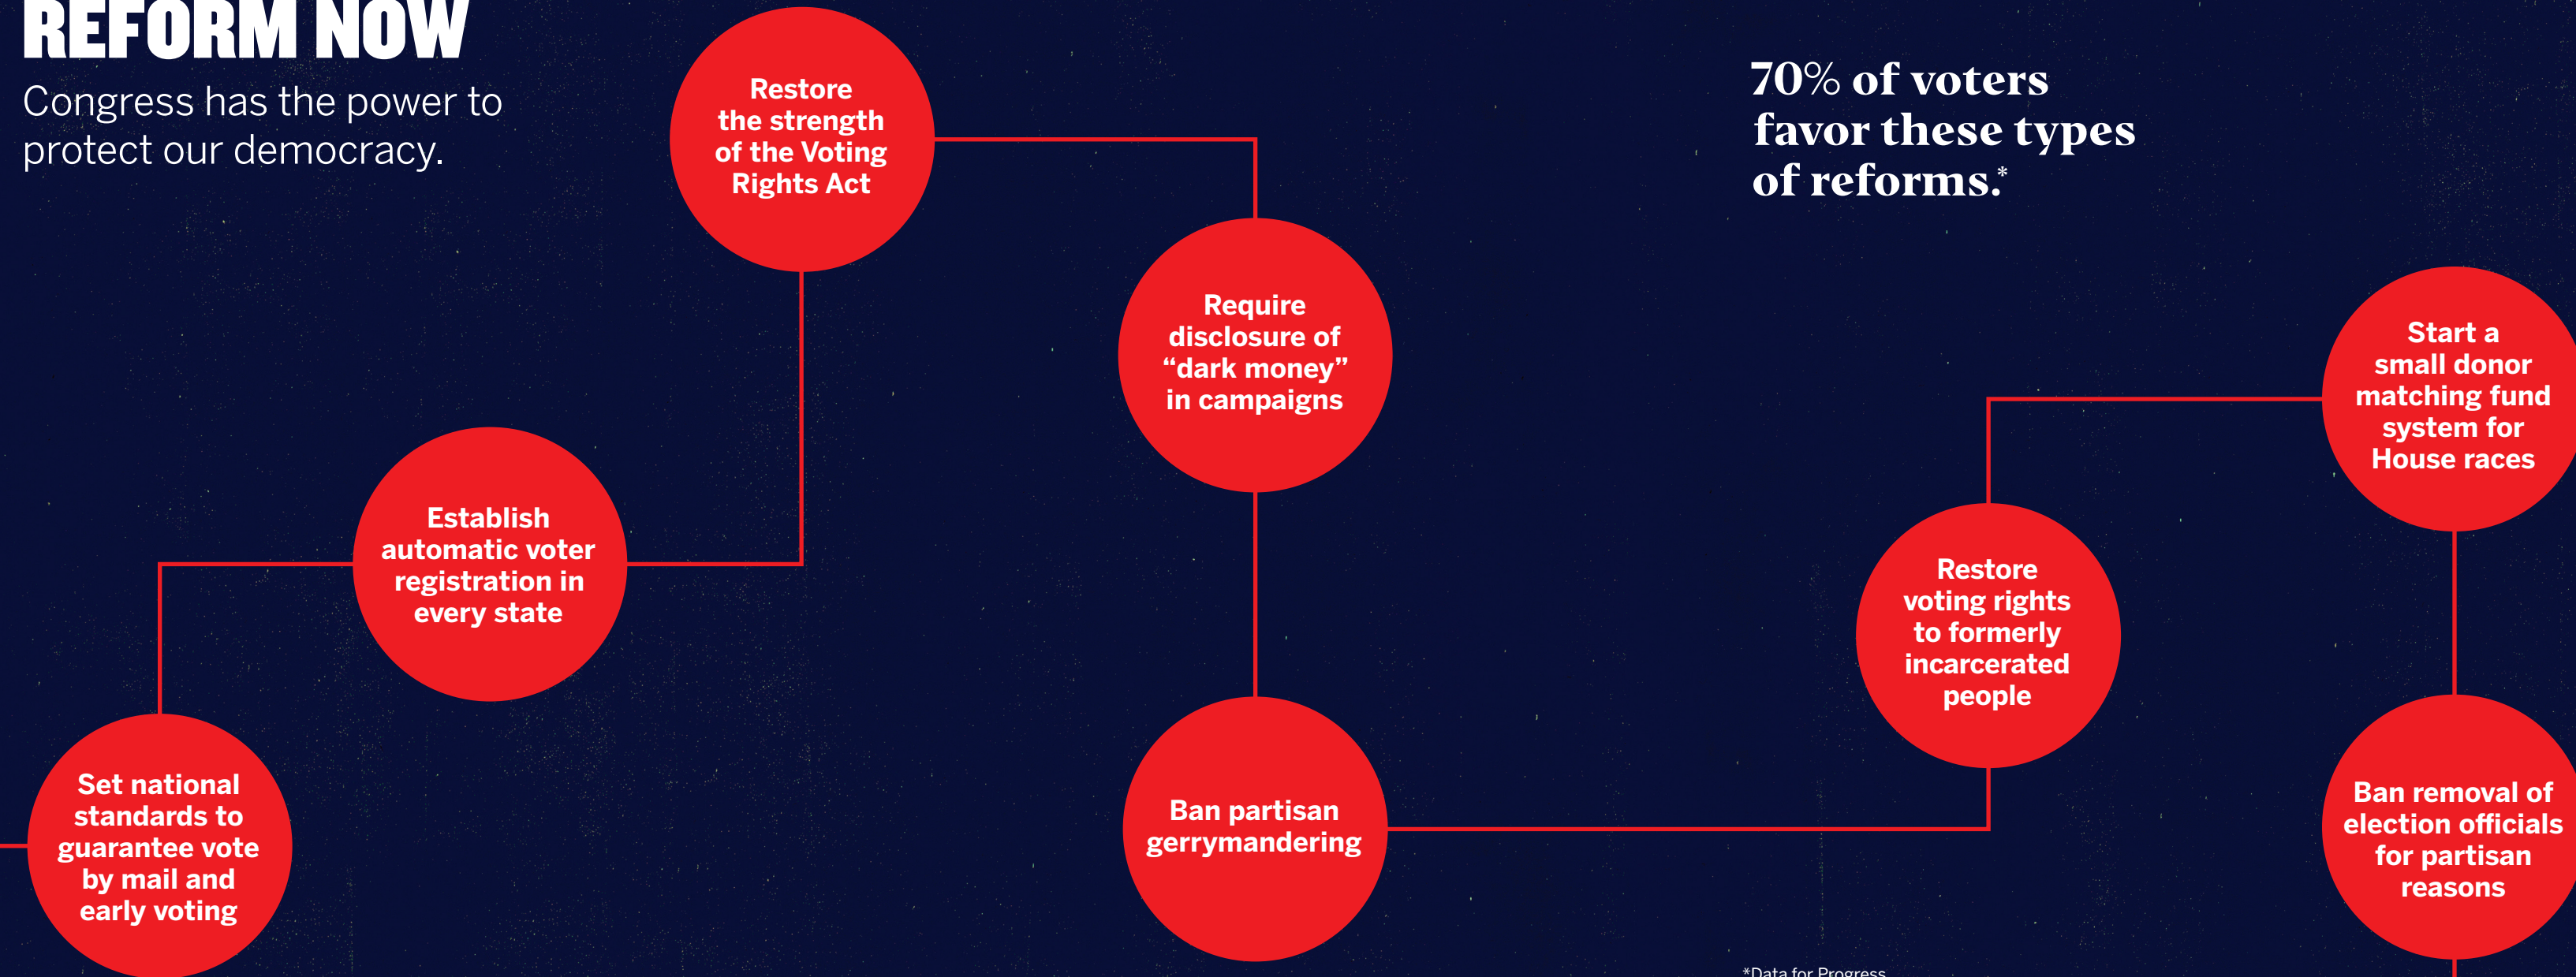 REFORM NOW
Congress has the power to
protect our democracy.
Restore
the strength
of the Voting
Rights Act
70% of voters
favor these types
of reforms.*
Require
disclosure of
“dark money”
in campaigns
Start a
small donor
matching fund
system for
House races
Establish
automatic voter
registration in
every state
Restore
voting rights
to formerly
incarcerated
people
Set national
standards to
guarantee vote
by mail and
early voting
Ban partisan
gerrymandering
Ban removal of
election officials
for partisan
reasons
*Data for Progress